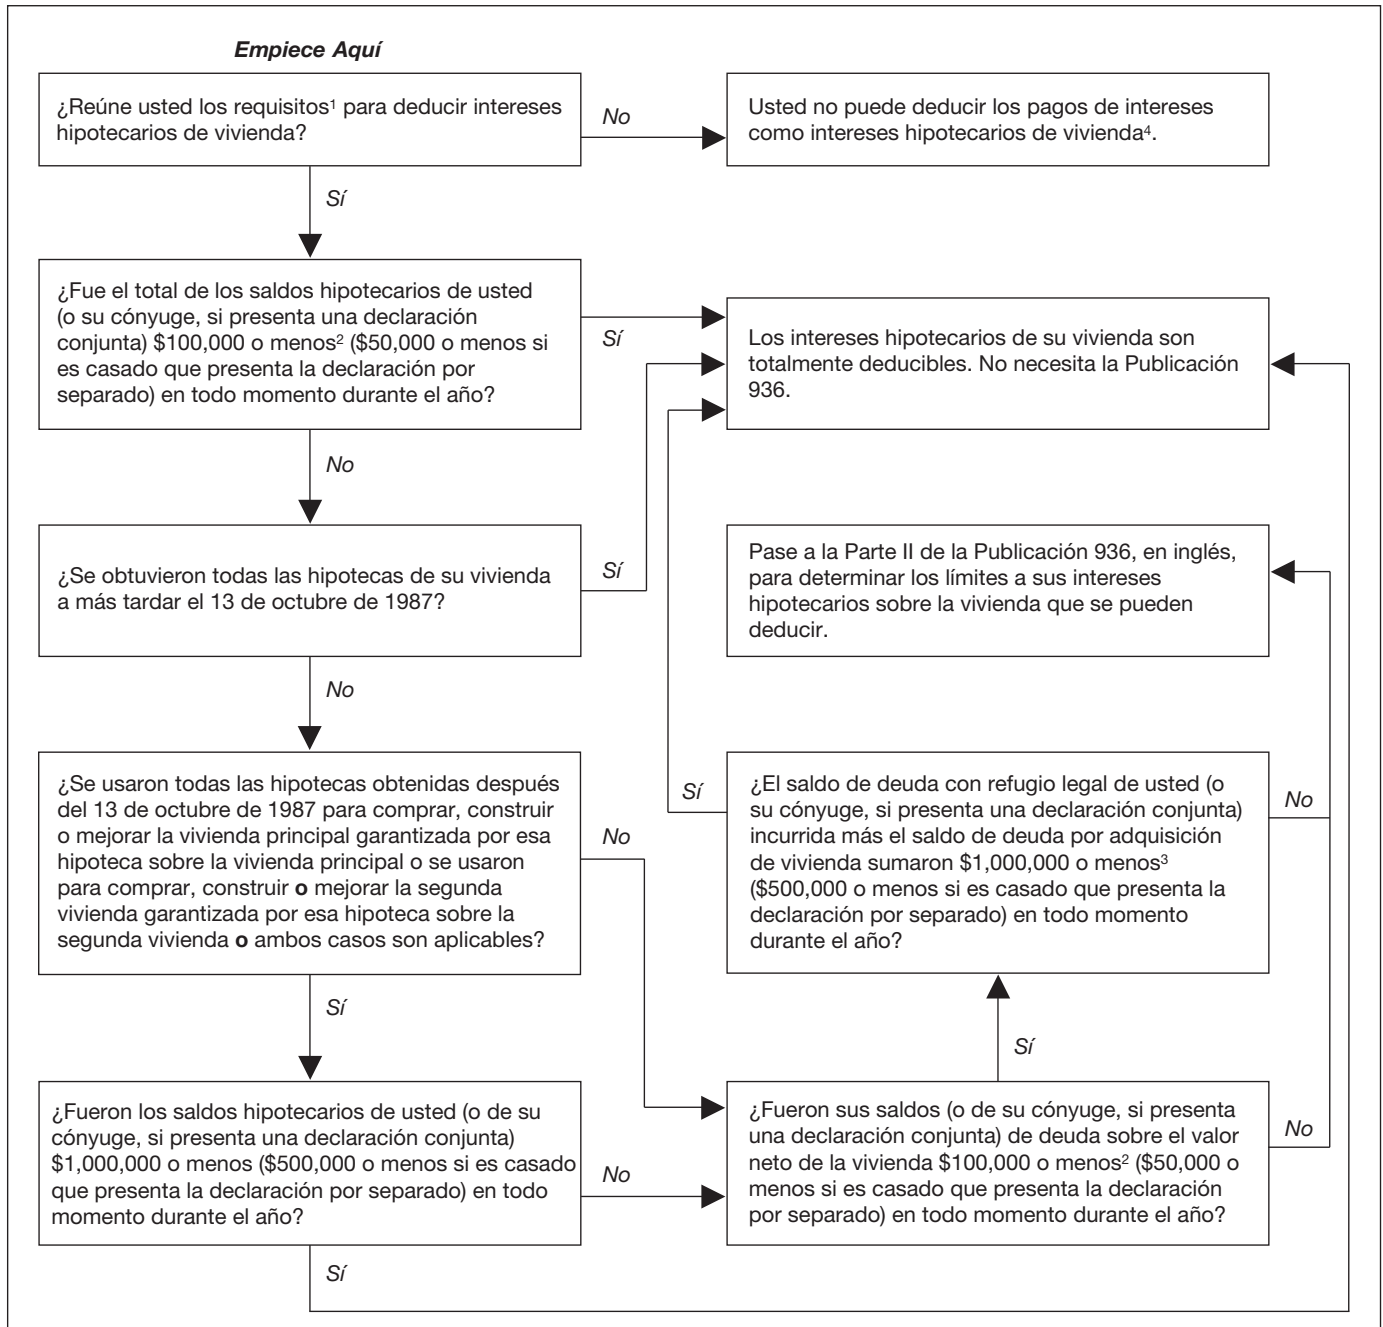 Empiece Aquí
¿Reúne usted los requisitos¹ para deducir intereses
hipotecarios de vivienda?
No
Usted no puede deducir los pagos de intereses
como intereses hipotecarios de vivienda⁴.
Sí
¿Fue el total de los saldos hipotecarios de usted
(o su cónyuge, si presenta una declaración
conjunta) $100,000 o menos² ($50,000 o menos si
es casado que presenta la declaración por
separado) en todo momento durante el año?
Sí
Los intereses hipotecarios de su vivienda son
totalmente deducibles. No necesita la Publicación
936.
No
¿Se obtuvieron todas las hipotecas de su vivienda
a más tardar el 13 de octubre de 1987?
Sí
Pase a la Parte II de la Publicación 936, en inglés,
para determinar los límites a sus intereses
hipotecarios sobre la vivienda que se pueden
deducir.
No
¿Se usaron todas las hipotecas obtenidas después
del 13 de octubre de 1987 para comprar, construir
o mejorar la vivienda principal garantizada por esa
hipoteca sobre la vivienda principal o se usaron
para comprar, construir o mejorar la segunda
vivienda garantizada por esa hipoteca sobre la
segunda vivienda o ambos casos son aplicables?
No
Sí
¿El saldo de deuda con refugio legal de usted (o
su cónyuge, si presenta una declaración conjunta)
incurrida más el saldo de deuda por adquisición
de vivienda sumaron $1,000,000 o menos³
($500,000 o menos si es casado que presenta la
declaración por separado) en todo momento
durante el año?
No
Sí
Sí
¿Fueron los saldos hipotecarios de usted (o de su
cónyuge, si presenta una declaración conjunta)
$1,000,000 o menos ($500,000 o menos si es casado
que presenta la declaración por separado) en todo
momento durante el año?
No
¿Fueron sus saldos (o de su cónyuge, si presenta
una declaración conjunta) de deuda sobre el valor
neto de la vivienda $100,000 o menos² ($50,000 o
menos si es casado que presenta la declaración
por separado) en todo momento durante el año?
No
Sí